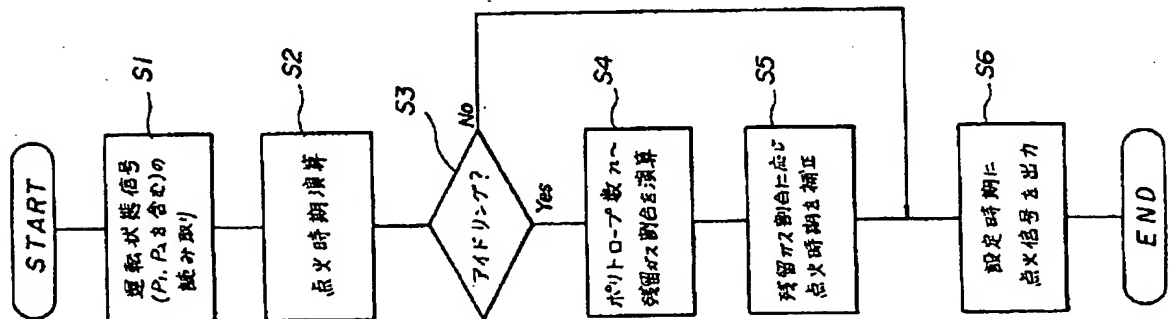 START
運転状態信号
(P₁, P₂を含む)の
読み取り
S1
点火時期演算
S2
アイドリング?
S3
No
Yes
ポリトロープ数 n〜
残留ガス割合を演算
S4
残留ガス割合に応じ
点火時期を補正
S5
設定時期に
点火信号を出力
S6
END